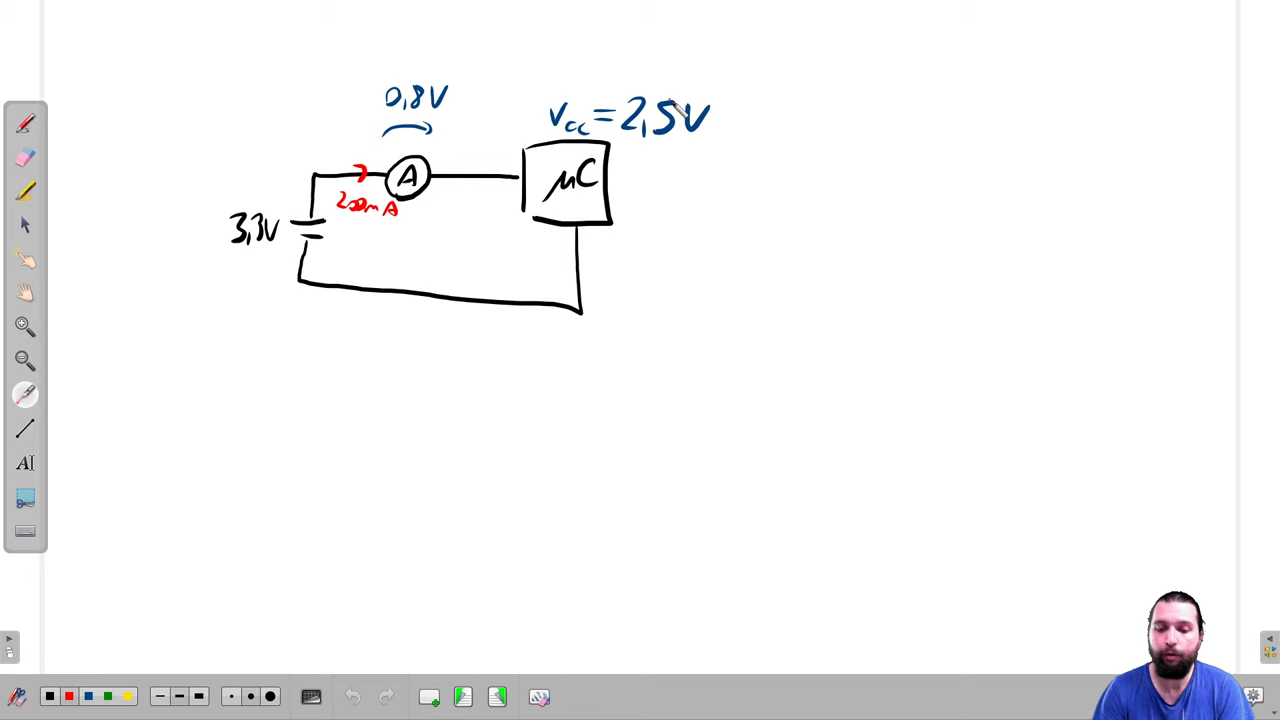 0,8V
Vcc = 2,5V
A
μC
200mA
3,3V
A